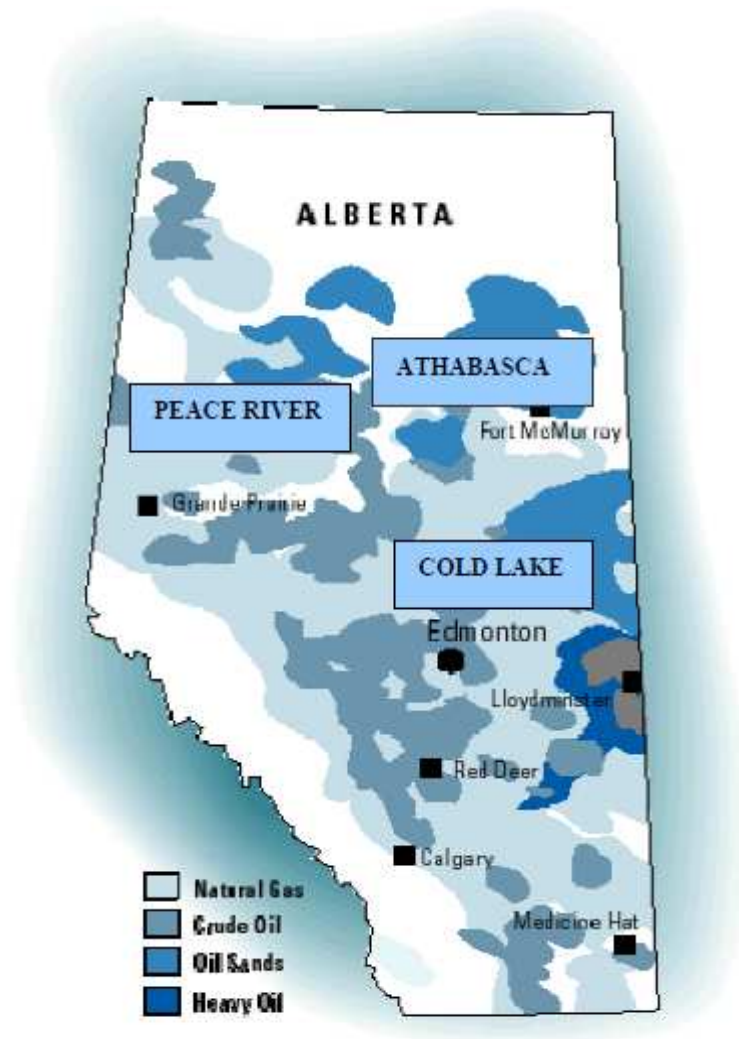 ALBERTA
ATHABASCA
PEACE RIVER
Fort McMurray
Grande Prairie
COLD LAKE
Edmonton
Lloydminster
Red Deer
Calgary
Natural Gas
Crude Oil
Medicine Hat
Oil Sands
Heavy Oil